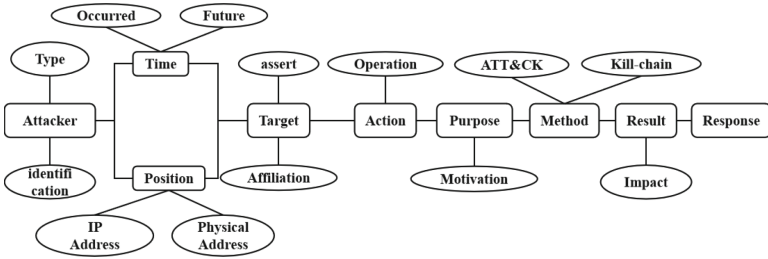 Occurred
Future
Type
Time
assert
Operation
ATT&CK
Kill-chain
Attacker
Target
Action
Purpose
Method
Result
Response
identifi
cation
Position
Affiliation
Motivation
Impact
IP
Address
Physical
Address